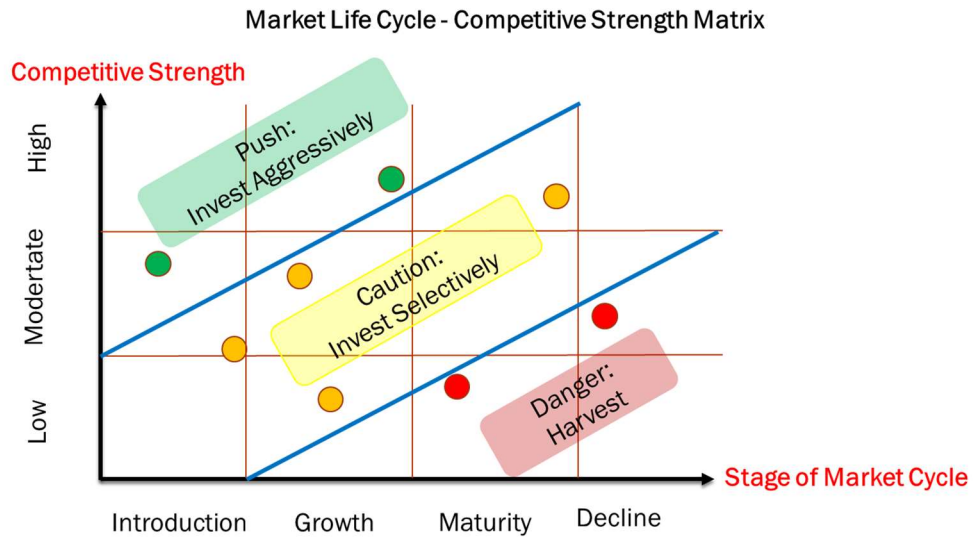 Market Life Cycle - Competitive Strength Matrix
Competitive Strength
High
Modertate
Low
Push:
Invest Aggressively
Caution:
Invest Selectively
Danger:
Harvest
Stage of Market Cycle
Introduction
Growth
Maturity
Decline